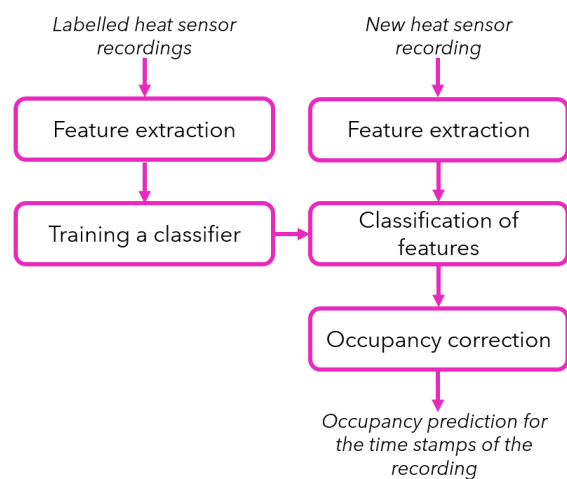 Labelled heat sensor
recordings
New heat sensor
recording
Feature extraction
Feature extraction
Training a classifier
Classification of
features
Occupancy correction
Occupancy prediction for
the time stamps of the
recording